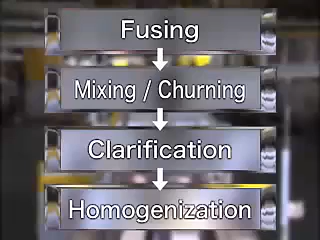 Fusing
Mixing / Churning
Clarification
Homogenization